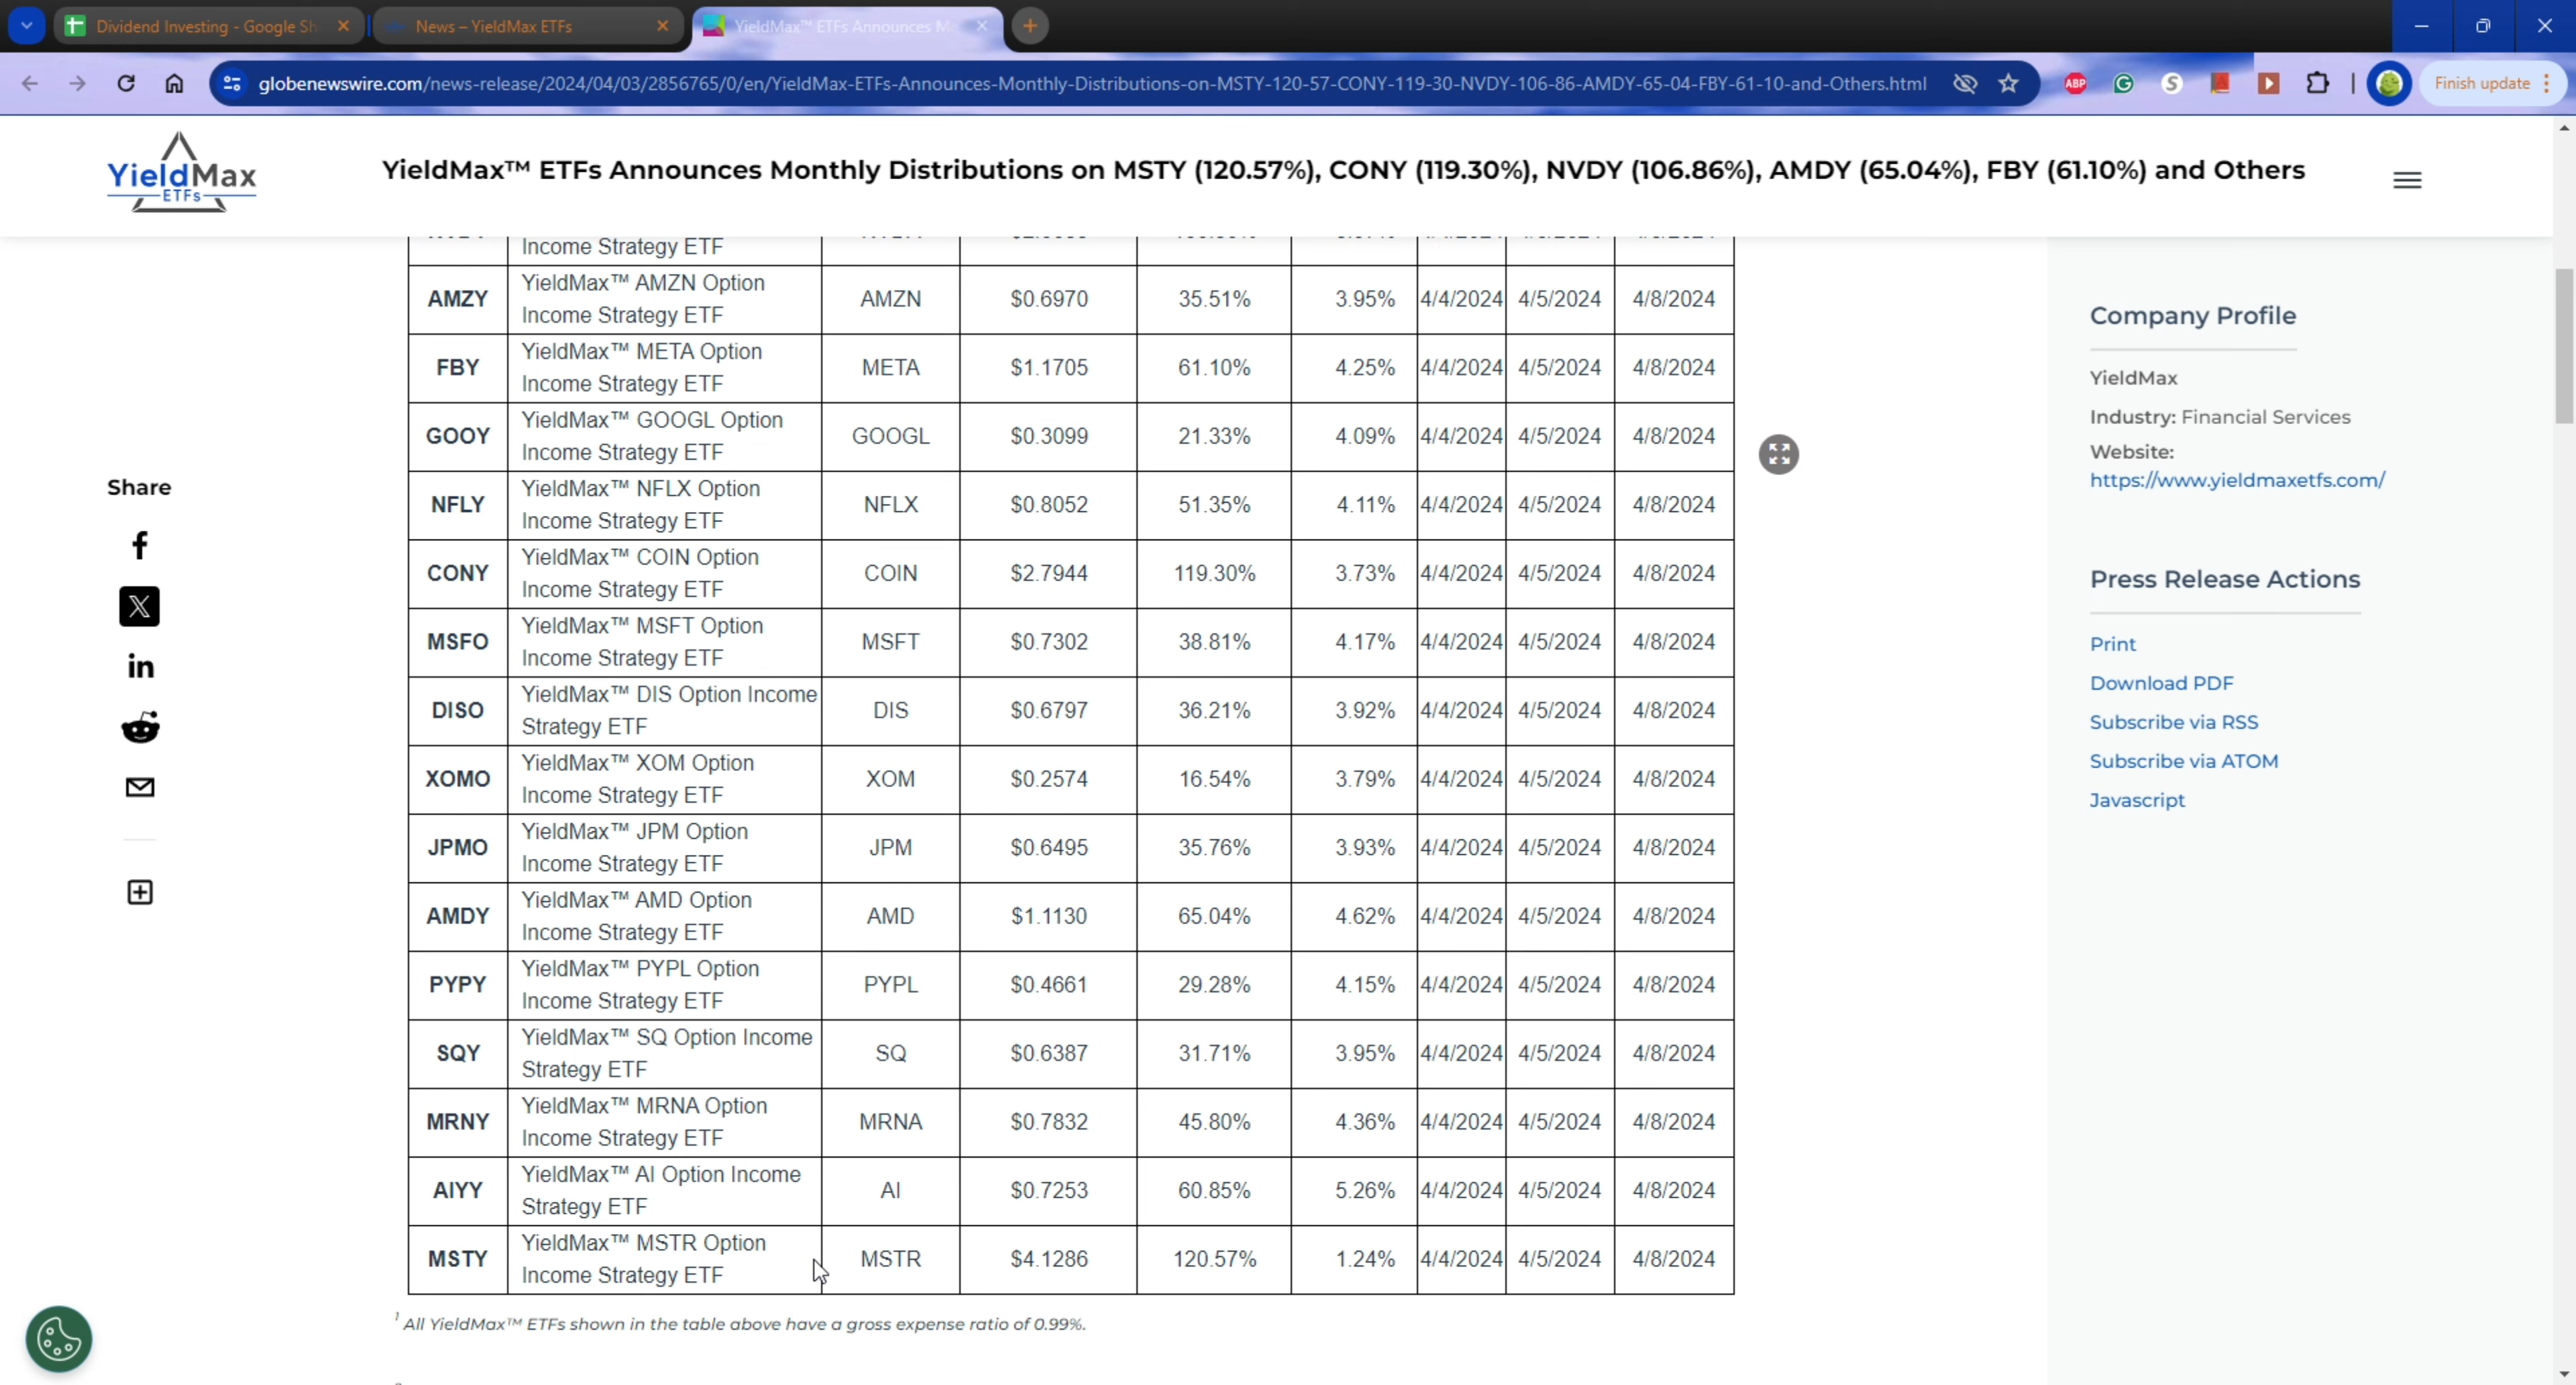 Dividend Investing - Google Sh
News – YieldMax ETFs
YieldMax™ ETFs Announces M
globenewswire.com/news-release/2024/04/03/2856765/0/en/YieldMax-ETFs-Announces-Monthly-Distributions-on-MSTY-120-57-CONY-119-30-NVDY-106-86-AMDY-65-04-FBY-61-10-and-Others.html
ABP
Finish update
YieldMax
ETFs
YieldMax™ ETFs Announces Monthly Distributions on MSTY (120.57%), CONY (119.30%), NVDY (106.86%), AMDY (65.04%), FBY (61.10%) and Others
Income Strategy ETF
AMZY YieldMax™ AMZN Option Income Strategy ETF AMZN $0.6970 35.51% 3.95% 4/4/2024 4/5/2024 4/8/2024
FBY YieldMax™ META Option Income Strategy ETF META $1.1705 61.10% 4.25% 4/4/2024 4/5/2024 4/8/2024
GOOY YieldMax™ GOOGL Option Income Strategy ETF GOOGL $0.3099 21.33% 4.09% 4/4/2024 4/5/2024 4/8/2024
NFLY YieldMax™ NFLX Option Income Strategy ETF NFLX $0.8052 51.35% 4.11% 4/4/2024 4/5/2024 4/8/2024
CONY YieldMax™ COIN Option Income Strategy ETF COIN $2.7944 119.30% 3.73% 4/4/2024 4/5/2024 4/8/2024
MSFO YieldMax™ MSFT Option Income Strategy ETF MSFT $0.7302 38.81% 4.17% 4/4/2024 4/5/2024 4/8/2024
DISO YieldMax™ DIS Option Income Strategy ETF DIS $0.6797 36.21% 3.92% 4/4/2024 4/5/2024 4/8/2024
XOMO YieldMax™ XOM Option Income Strategy ETF XOM $0.2574 16.54% 3.79% 4/4/2024 4/5/2024 4/8/2024
JPMO YieldMax™ JPM Option Income Strategy ETF JPM $0.6495 35.76% 3.93% 4/4/2024 4/5/2024 4/8/2024
AMDY YieldMax™ AMD Option Income Strategy ETF AMD $1.1130 65.04% 4.62% 4/4/2024 4/5/2024 4/8/2024
PYPY YieldMax™ PYPL Option Income Strategy ETF PYPL $0.4661 29.28% 4.15% 4/4/2024 4/5/2024 4/8/2024
SQY YieldMax™ SQ Option Income Strategy ETF SQ $0.6387 31.71% 3.95% 4/4/2024 4/5/2024 4/8/2024
MRNY YieldMax™ MRNA Option Income Strategy ETF MRNA $0.7832 45.80% 4.36% 4/4/2024 4/5/2024 4/8/2024
AIYY YieldMax™ AI Option Income Strategy ETF AI $0.7253 60.85% 5.26% 4/4/2024 4/5/2024 4/8/2024
MSTY YieldMax™ MSTR Option Income Strategy ETF MSTR $4.1286 120.57% 1.24% 4/4/2024 4/5/2024 4/8/2024
1 All YieldMax™ ETFs shown in the table above have a gross expense ratio of 0.99%.
Share
Company Profile
YieldMax
Industry: Financial Services
Website:
https://www.yieldmaxetfs.com/
Press Release Actions
Print
Download PDF
Subscribe via RSS
Subscribe via ATOM
Javascript